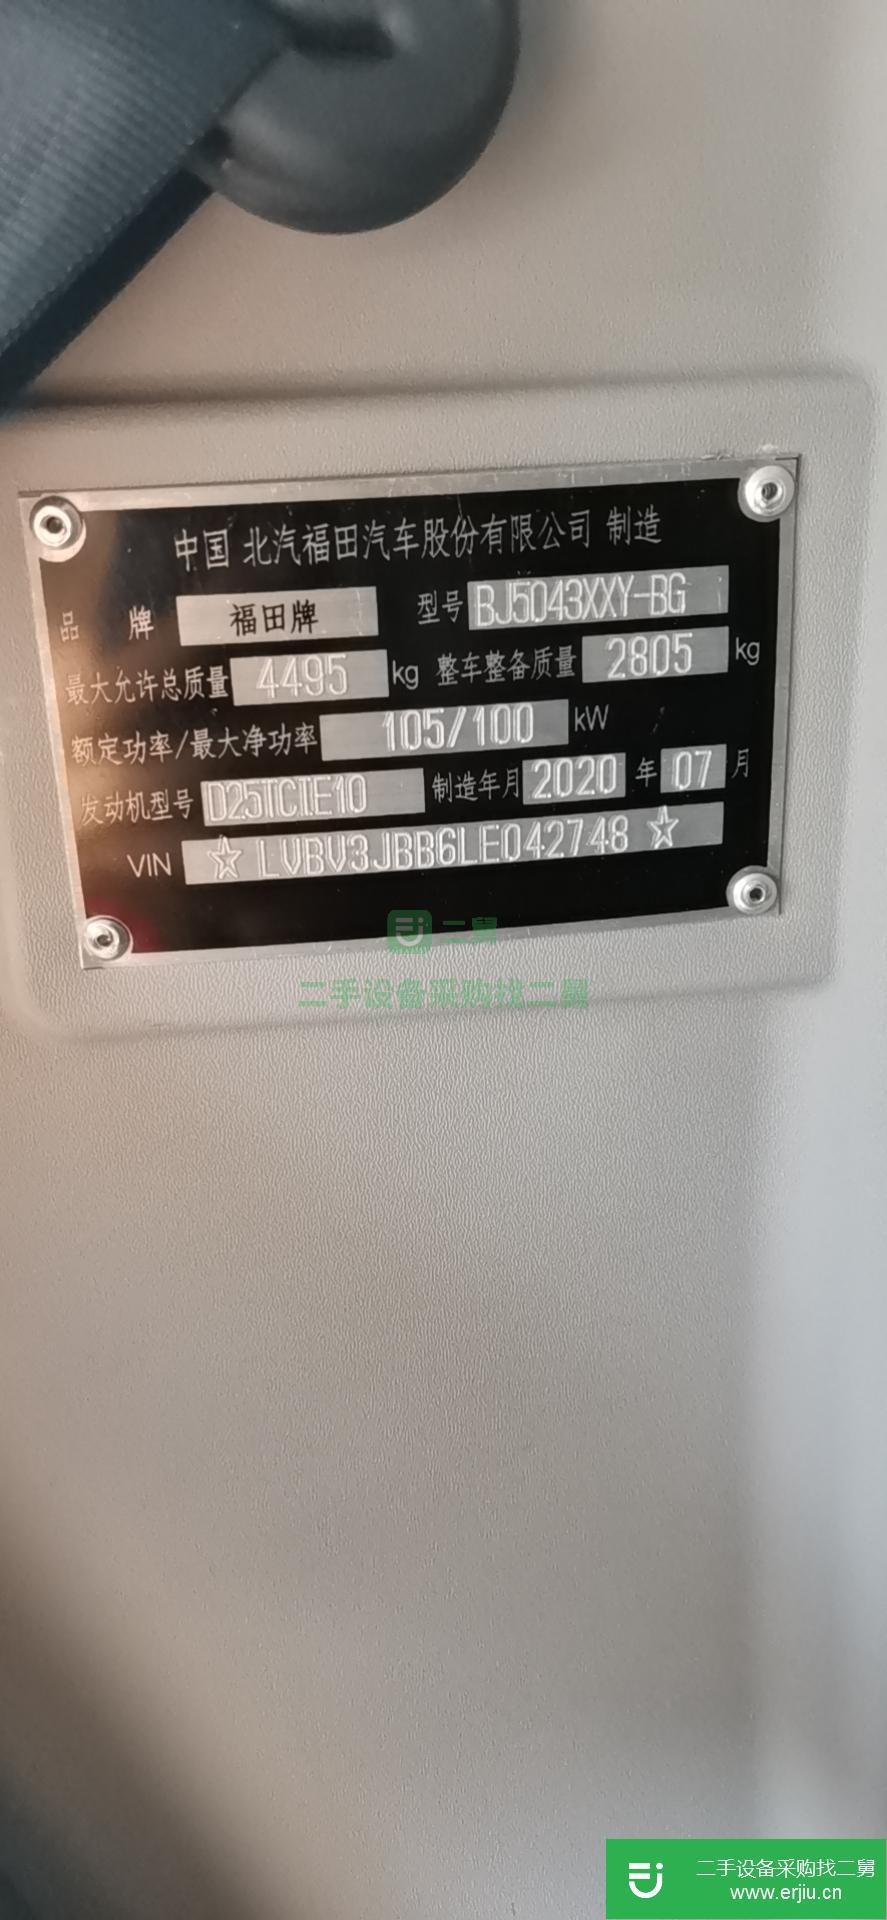 中国 北汽福田汽车股份有限公司 制造
品 牌 福田牌 型号 BJ5043XXY-BG
最大允许总质量 4495 kg 整车整备质量 2805 kg
额定功率/最大净功率 105/100 kW
发动机型号 D25TCIE10 制造年月 2020 年 07 月
VIN ☆ LVBV3JBB6LE042748 ☆
二舅
二手设备采购找二舅
二手设备采购找二舅
www.erjiu.cn